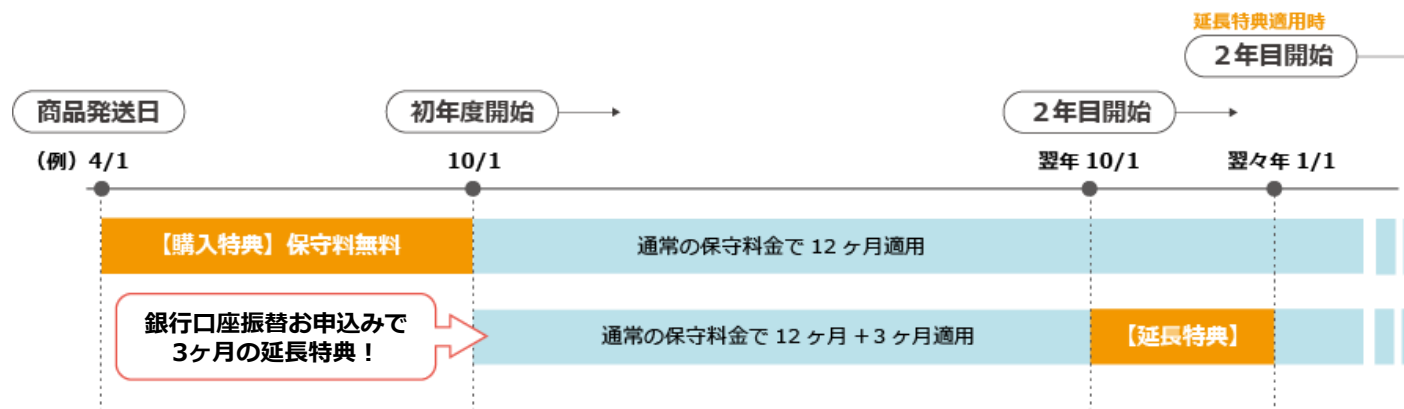 延長特典適用時
２年目開始
商品発送日
初年度開始
２年目開始
（例）4/1
10/1
翌年 10/1
翌々年 1/1
【購入特典】保守料無料
通常の保守料金で 12 ヶ月適用
銀行口座振替お申込みで
3ヶ月の延長特典！
通常の保守料金で 12 ヶ月 ＋3 ヶ月適用
【延長特典】